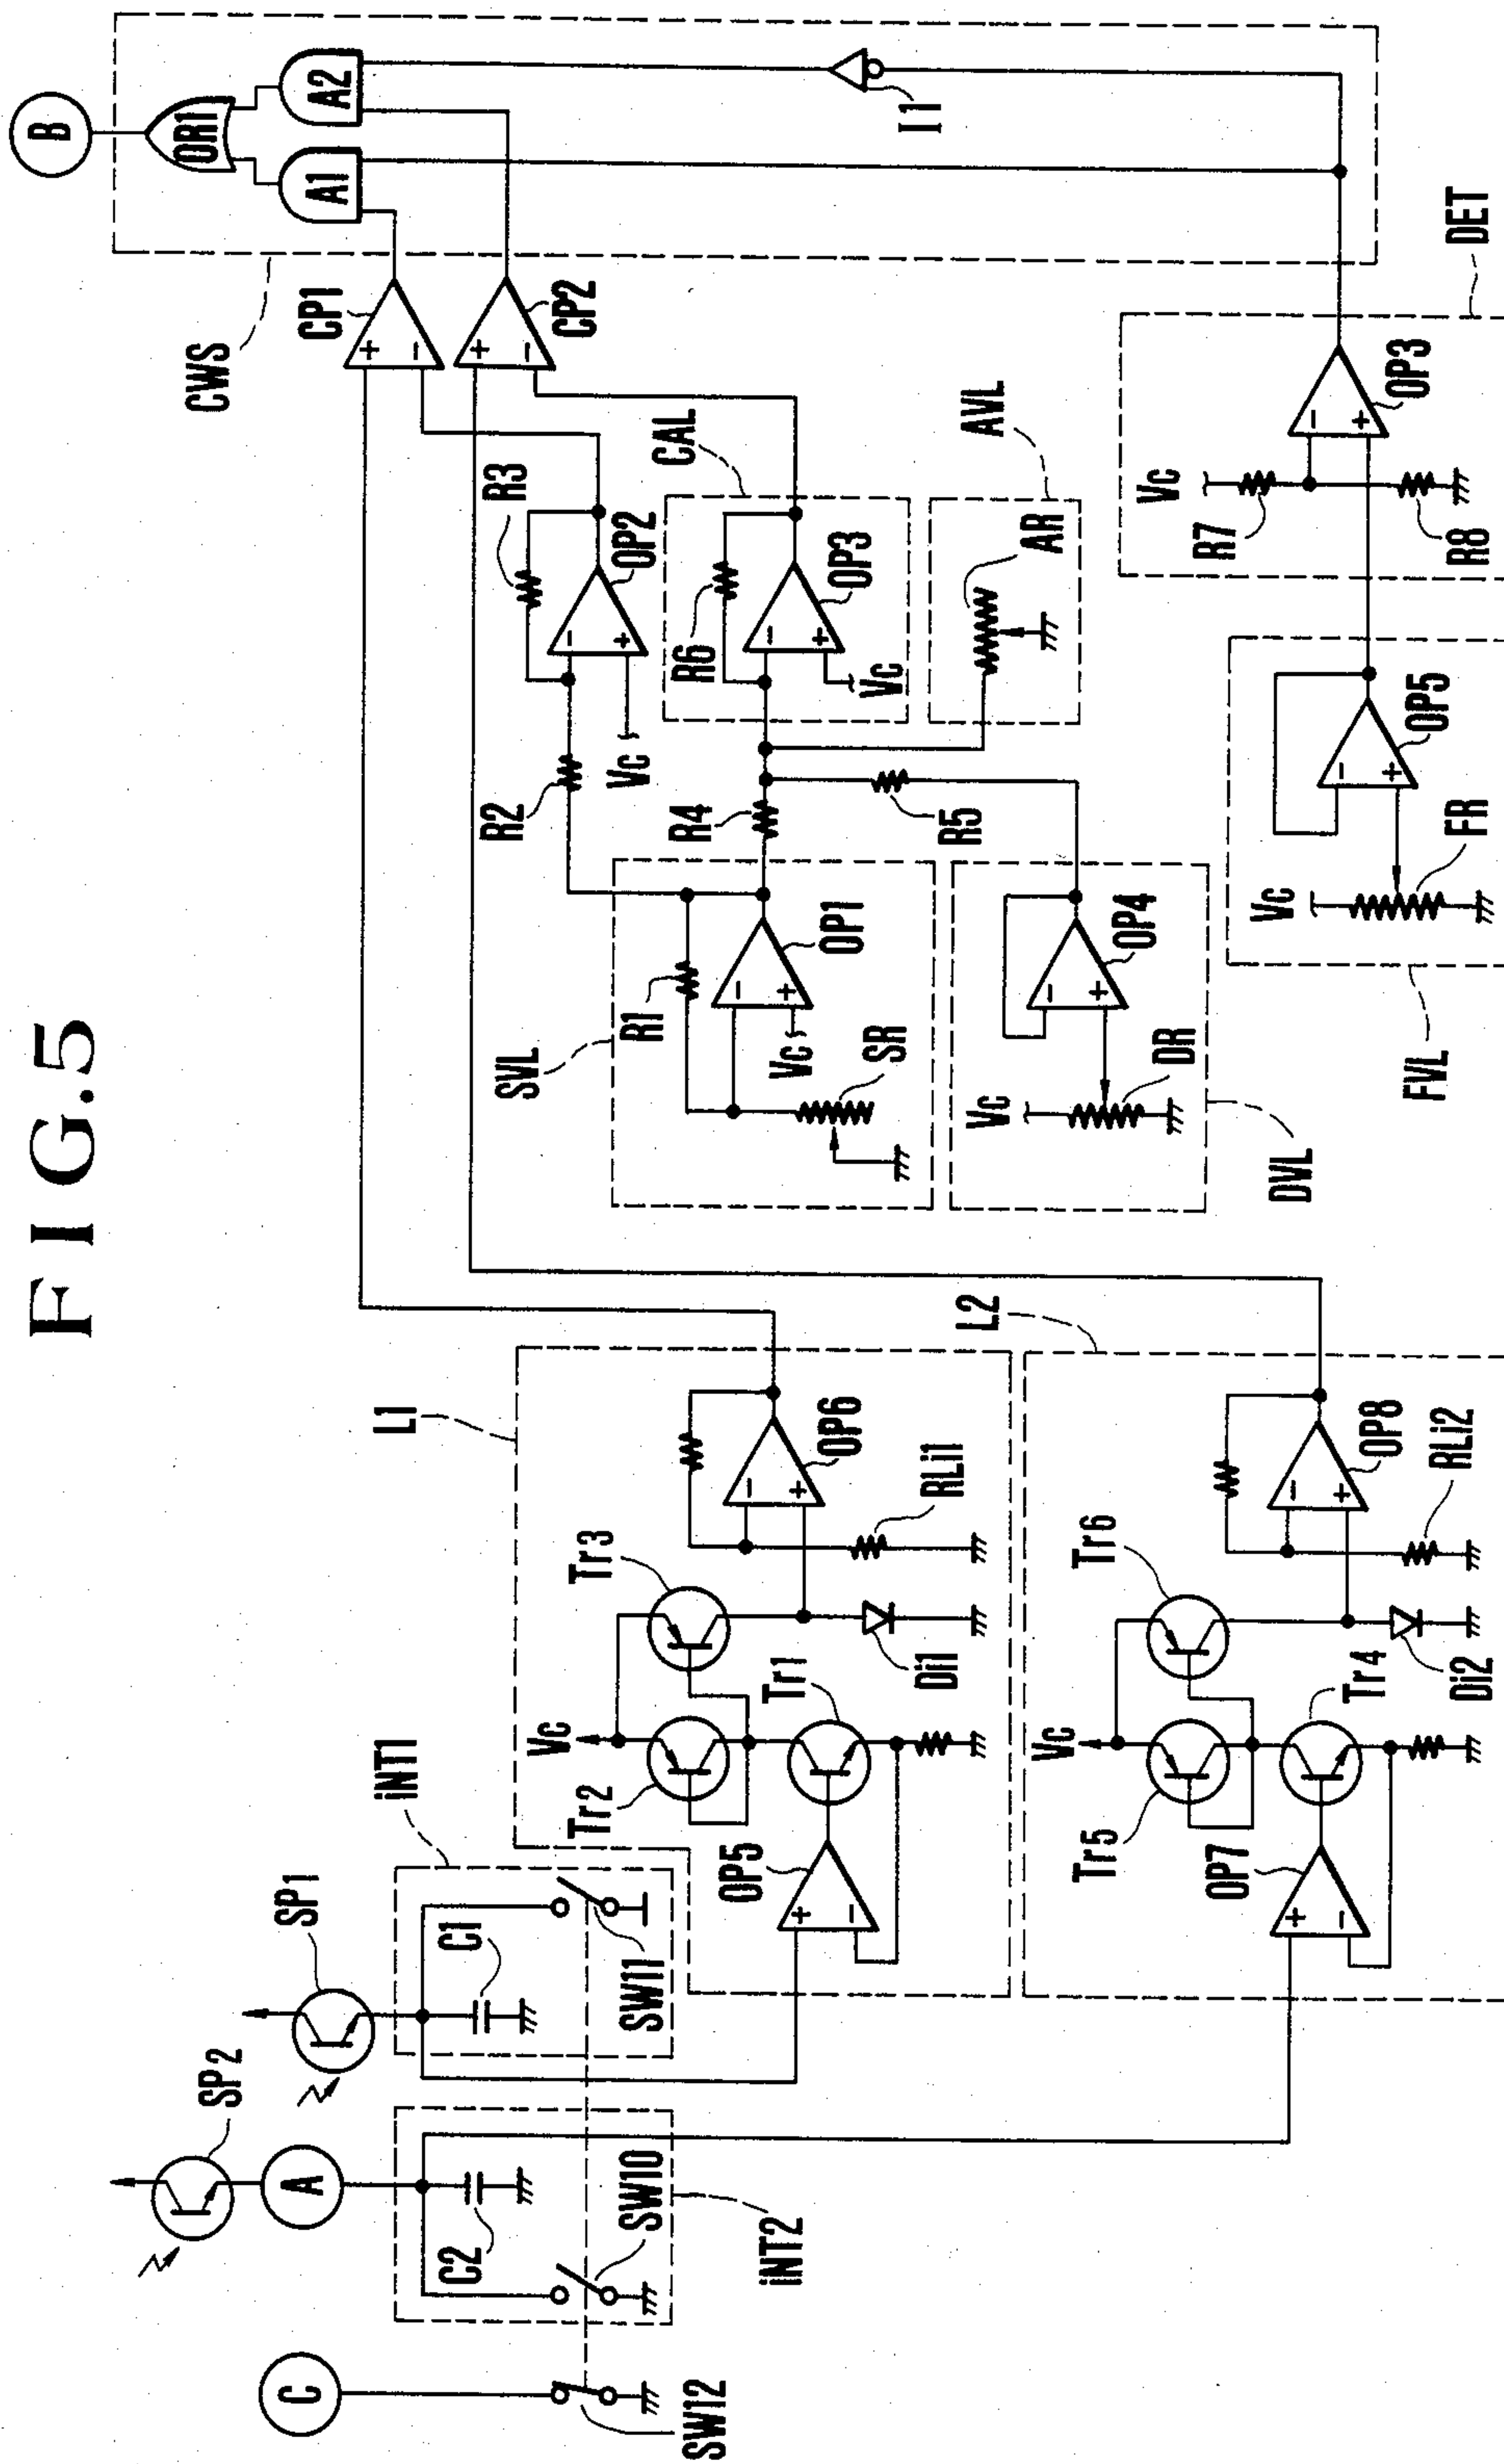 FIG.5
C
SW12
SP2
A
C2
SW10
iNT2
SP1
iNT1
C1
SW11
L1
Vc
Tr2
Tr3
OP5
Tr1
Di1
OP6
RLi1
L2
Vc
Tr5
Tr6
OP7
Tr4
Di2
OP8
RLi2
SVL
R1
OP1
Vc
SR
DVL
Vc
DR
OP4
FVL
Vc
FR
OP5
R2
R3
OP2
Vc
R4
R5
CAL
R6
OP3
Vc
AVL
AR
DET
Vc
R7
R8
OP3
CWS
CP1
CP2
A1
A2
OR1
I1
B